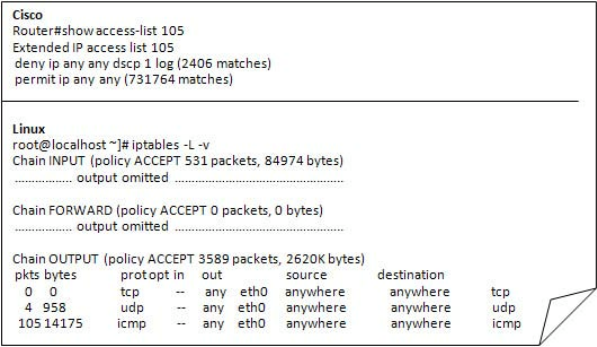 Cisco
Router#show access-list 105
Extended IP access list 105
deny ip any any dscp 1 log (2406 matches)
permit ip any any (731764 matches)
Linux
root@localhost ~]# iptables -L -v
Chain INPUT (policy ACCEPT 531 packets, 84974 bytes)
................. output omitted ..................................................
Chain FORWARD (policy ACCEPT 0 packets, 0 bytes)
................. output omitted ..................................................
Chain OUTPUT (policy ACCEPT 3589 packets, 2620K bytes)
pkts bytes prot opt in out source destination
0 0 tcp -- any eth0 anywhere anywhere tcp
4 958 udp -- any eth0 anywhere anywhere udp
105 14175 icmp -- any eth0 anywhere anywhere icmp